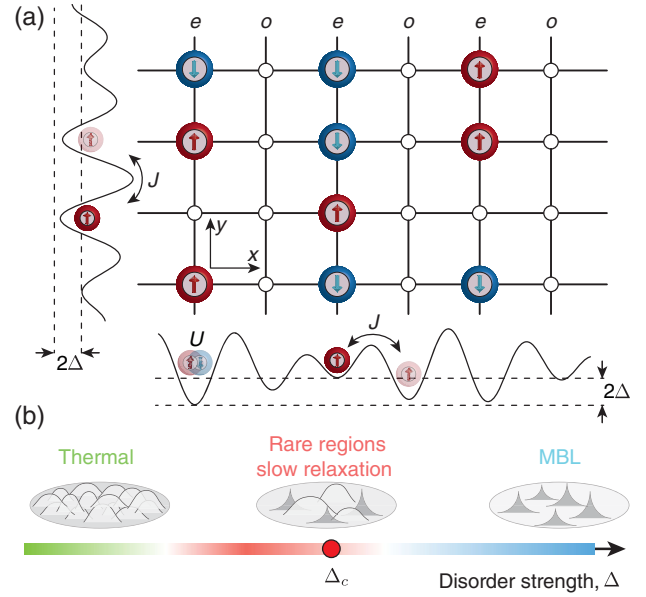 (a)
e o e o e o
J
y
x
2Δ
U
J
2Δ
(b)
Thermal
Rare regions
slow relaxation
MBL
Δc
Disorder strength, Δ